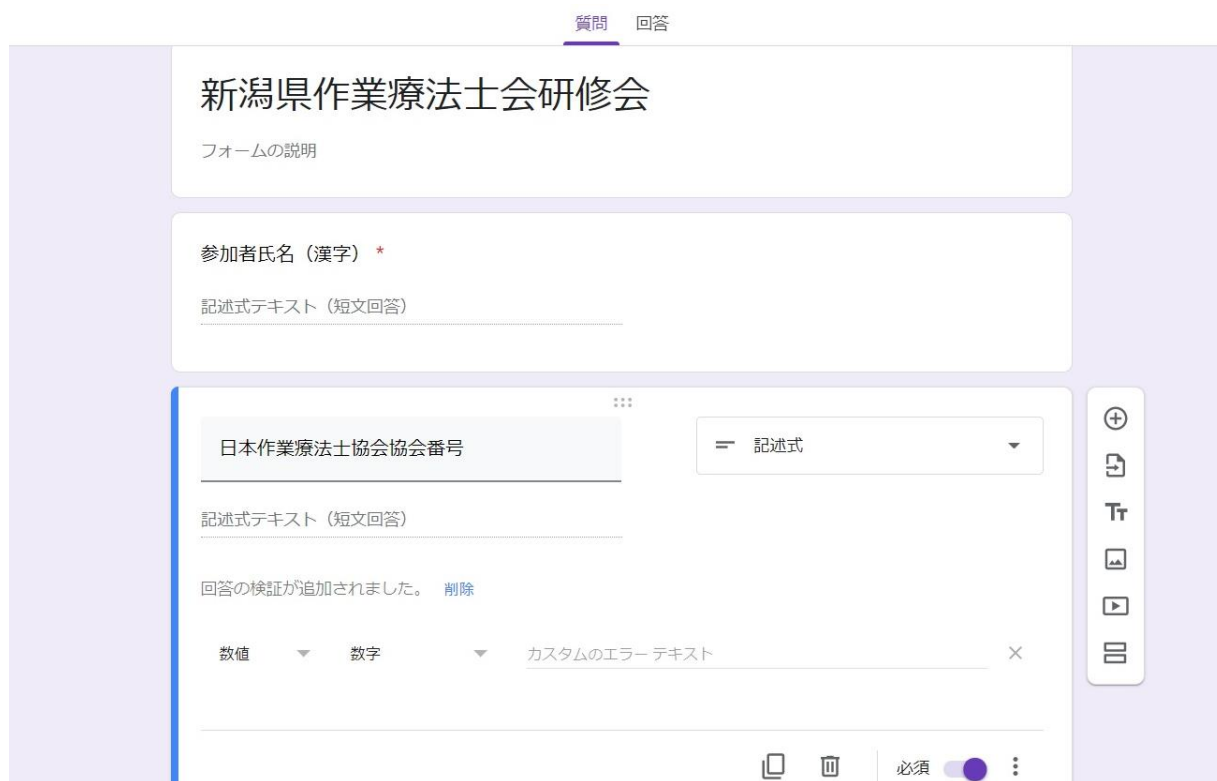 質問 回答
新潟県作業療法士会研修会
フォームの説明
参加者氏名（漢字） *
記述式テキスト（短文回答）
日本作業療法士協会協会番号
記述式
記述式テキスト（短文回答）
回答の検証が追加されました。 削除
数値 数字 カスタムのエラー テキスト
必須